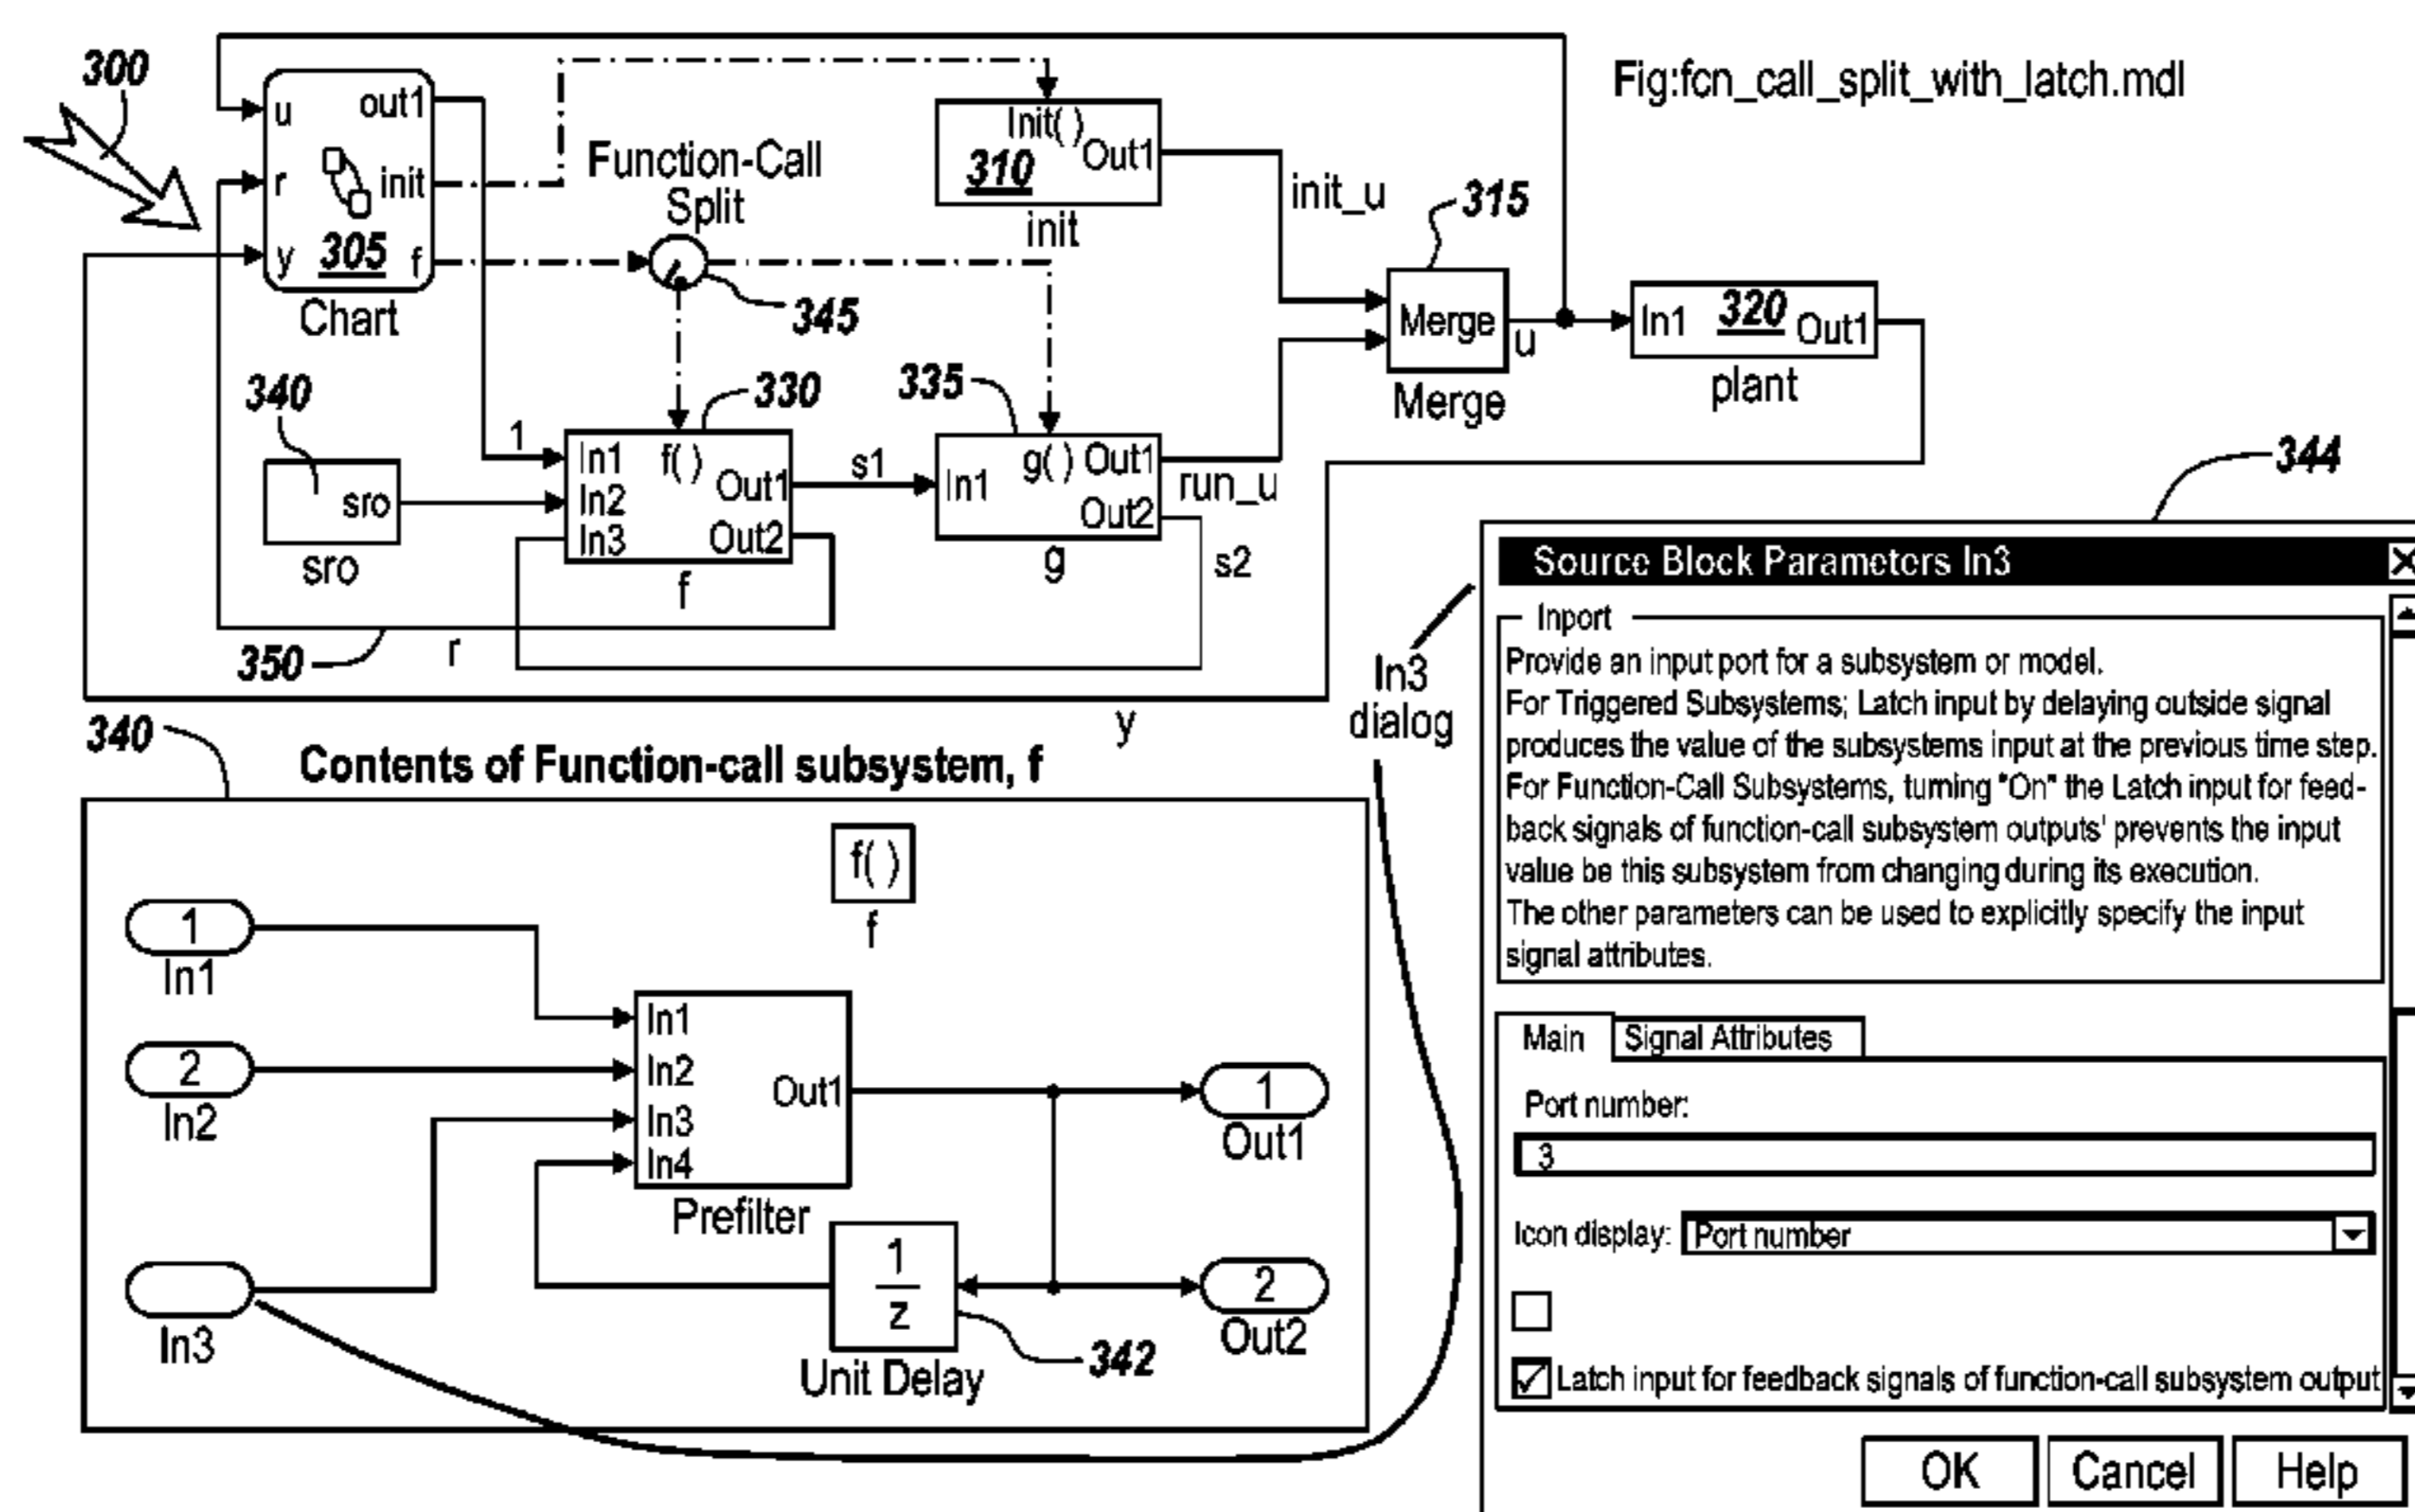 Fig:fcn_call_split_with_latch.mdl
300
u
out1
r
init
y
305
f
Chart
Function-Call
Split
345
Init( )
310
Out1
init
init_u
315
Merge
u
Merge
In1
320
Out1
plant
340
sro
sro
1
330
In1
f( )
In2
Out1
In3
Out2
f
s1
335
g( )
Out1
In1
Out2
g
run_u
s2
350
r
y
344
In3
dialog
340
Contents of Function-call subsystem, f
f( )
f
1
In1
2
In2
In3
In1
In2
Out1
In3
In4
Prefilter
1
z
Unit Delay
342
1
Out1
2
Out2
Source Block Parameters In3
Inport
Provide an input port for a subsystem or model.
For Triggered Subsystems; Latch input by delaying outside signal
produces the value of the subsystems input at the previous time step.
For Function-Call Subsystems, turning "On" the Latch input for feed-
back signals of function-call subsystem outputs' prevents the input
value be this subsystem from changing during its execution.
The other parameters can be used to explicitly specify the input
signal attributes.
Main
Signal Attributes
Port number:
3
Icon display:
Port number
Latch input for feedback signals of function-call subsystem output
OK
Cancel
Help